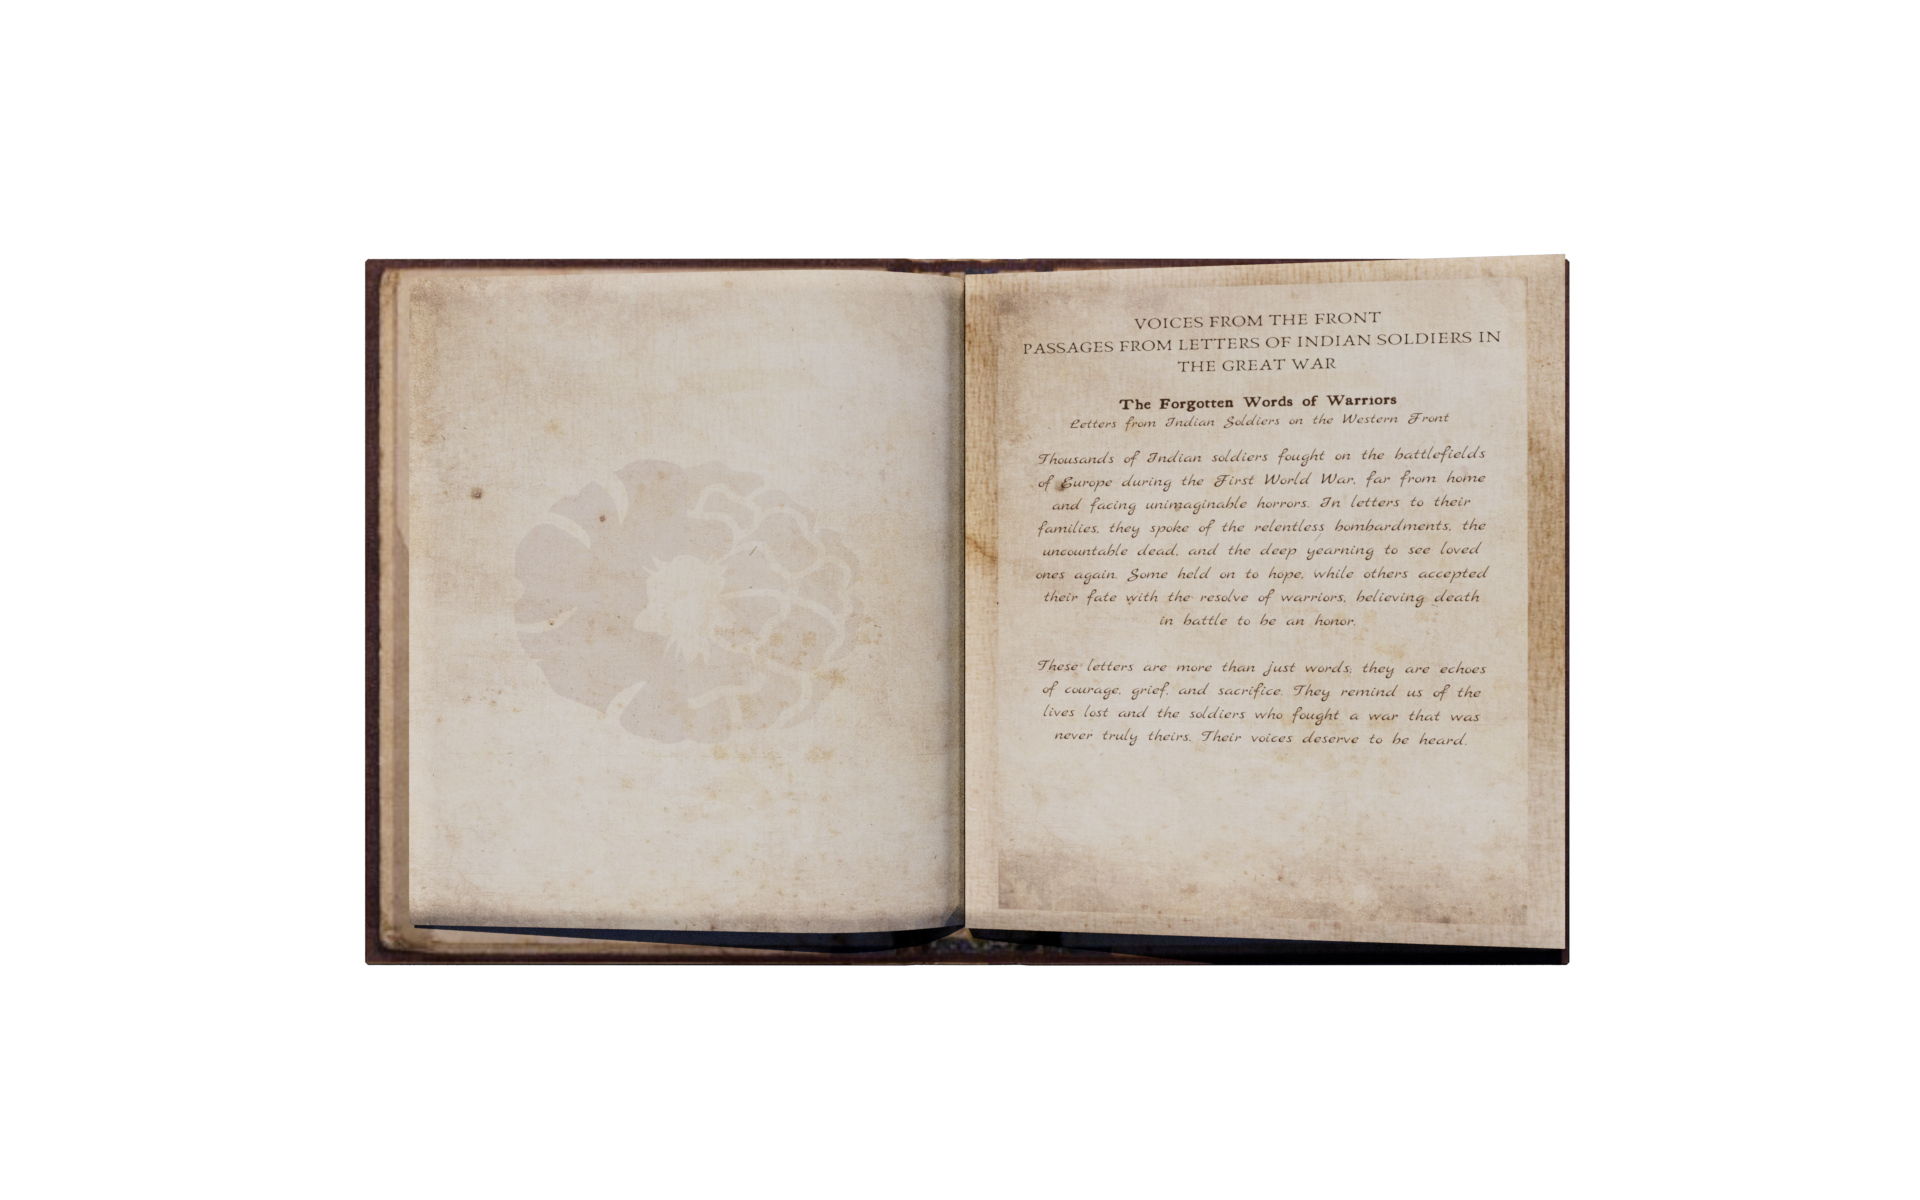 VOICES FROM THE FRONT
PASSAGES FROM LETTERS OF INDIAN SOLDIERS IN
THE GREAT WAR
The Forgotten Words of Warriors
Letters from Indian Soldiers on the Western Front
Thousands of Indian soldiers fought on the battlefields
of Europe during the First World War, far from home
and facing unimaginable horrors. In letters to their
families, they spoke of the relentless bombardments, the
uncountable dead, and the deep yearning to see loved
ones again. Some held on to hope, while others accepted
their fate with the resolve of warriors, believing death
in battle to be an honor.
These letters are more than just words; they are echoes
of courage, grief, and sacrifice. They remind us of the
lives lost and the soldiers who fought a war that was
never truly theirs. Their voices deserve to be heard.